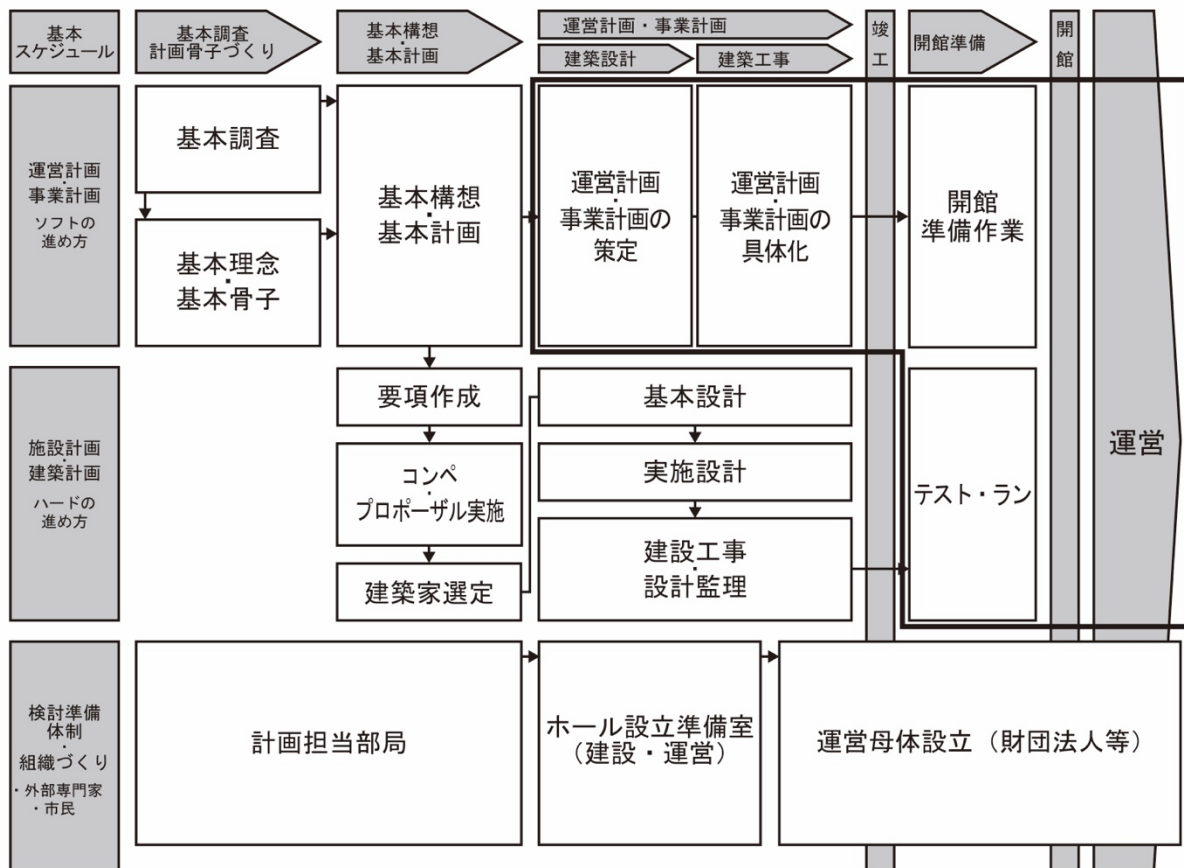 基本
スケジュール
基本調査
計画骨子づくり
基本構想
・
基本計画
運営計画・事業計画
建築設計
建築工事
竣工
開館準備
開館
運営計画
・
事業計画
ソフトの
進め方
基本調査
基本理念
・
基本骨子
基本構想
・
基本計画
運営計画
・
事業計画の
策定
運営計画
・
事業計画の
具体化
開館
準備作業
運営
施設計画
・
建築計画
ハードの
進め方
要項作成
コンペ
・
プロポーザル実施
建築家選定
基本設計
実施設計
建設工事
・
設計監理
テスト・ラン
検討準備
体制
・
組織づくり
・外部専門家
・市民
計画担当部局
ホール設立準備室
（建設・運営）
運営母体設立（財団法人等）